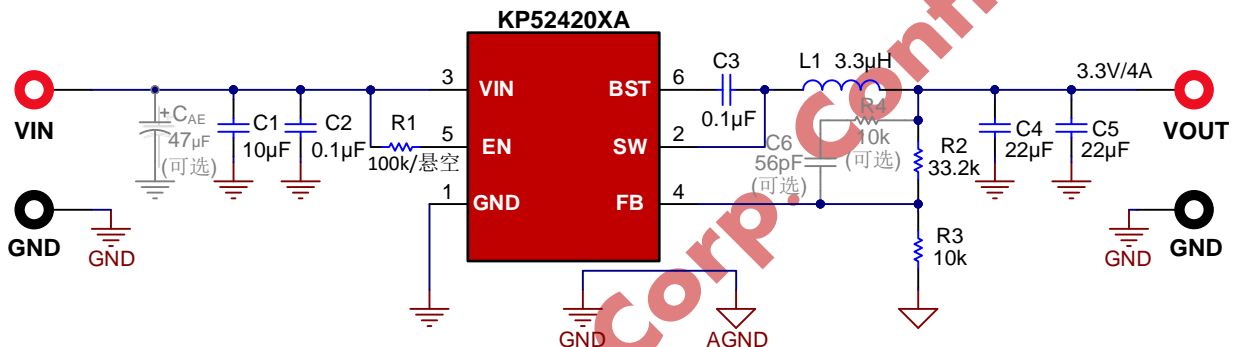 KP52420XA
VIN
GND
GND
+ CAE
47μF
(可选)
C1
10μF
C2
0.1μF
R1
100k/悬空
3
5
1
VIN
EN
GND
BST
SW
FB
6
2
4
GND
AGND
C3
0.1μF
L1
3.3μH
C6
56pF
(可选)
R4
10k
(可选)
R2
33.2k
R3
10k
C4
22μF
C5
22μF
3.3V/4A
VOUT
GND
GND
Corp. Confi